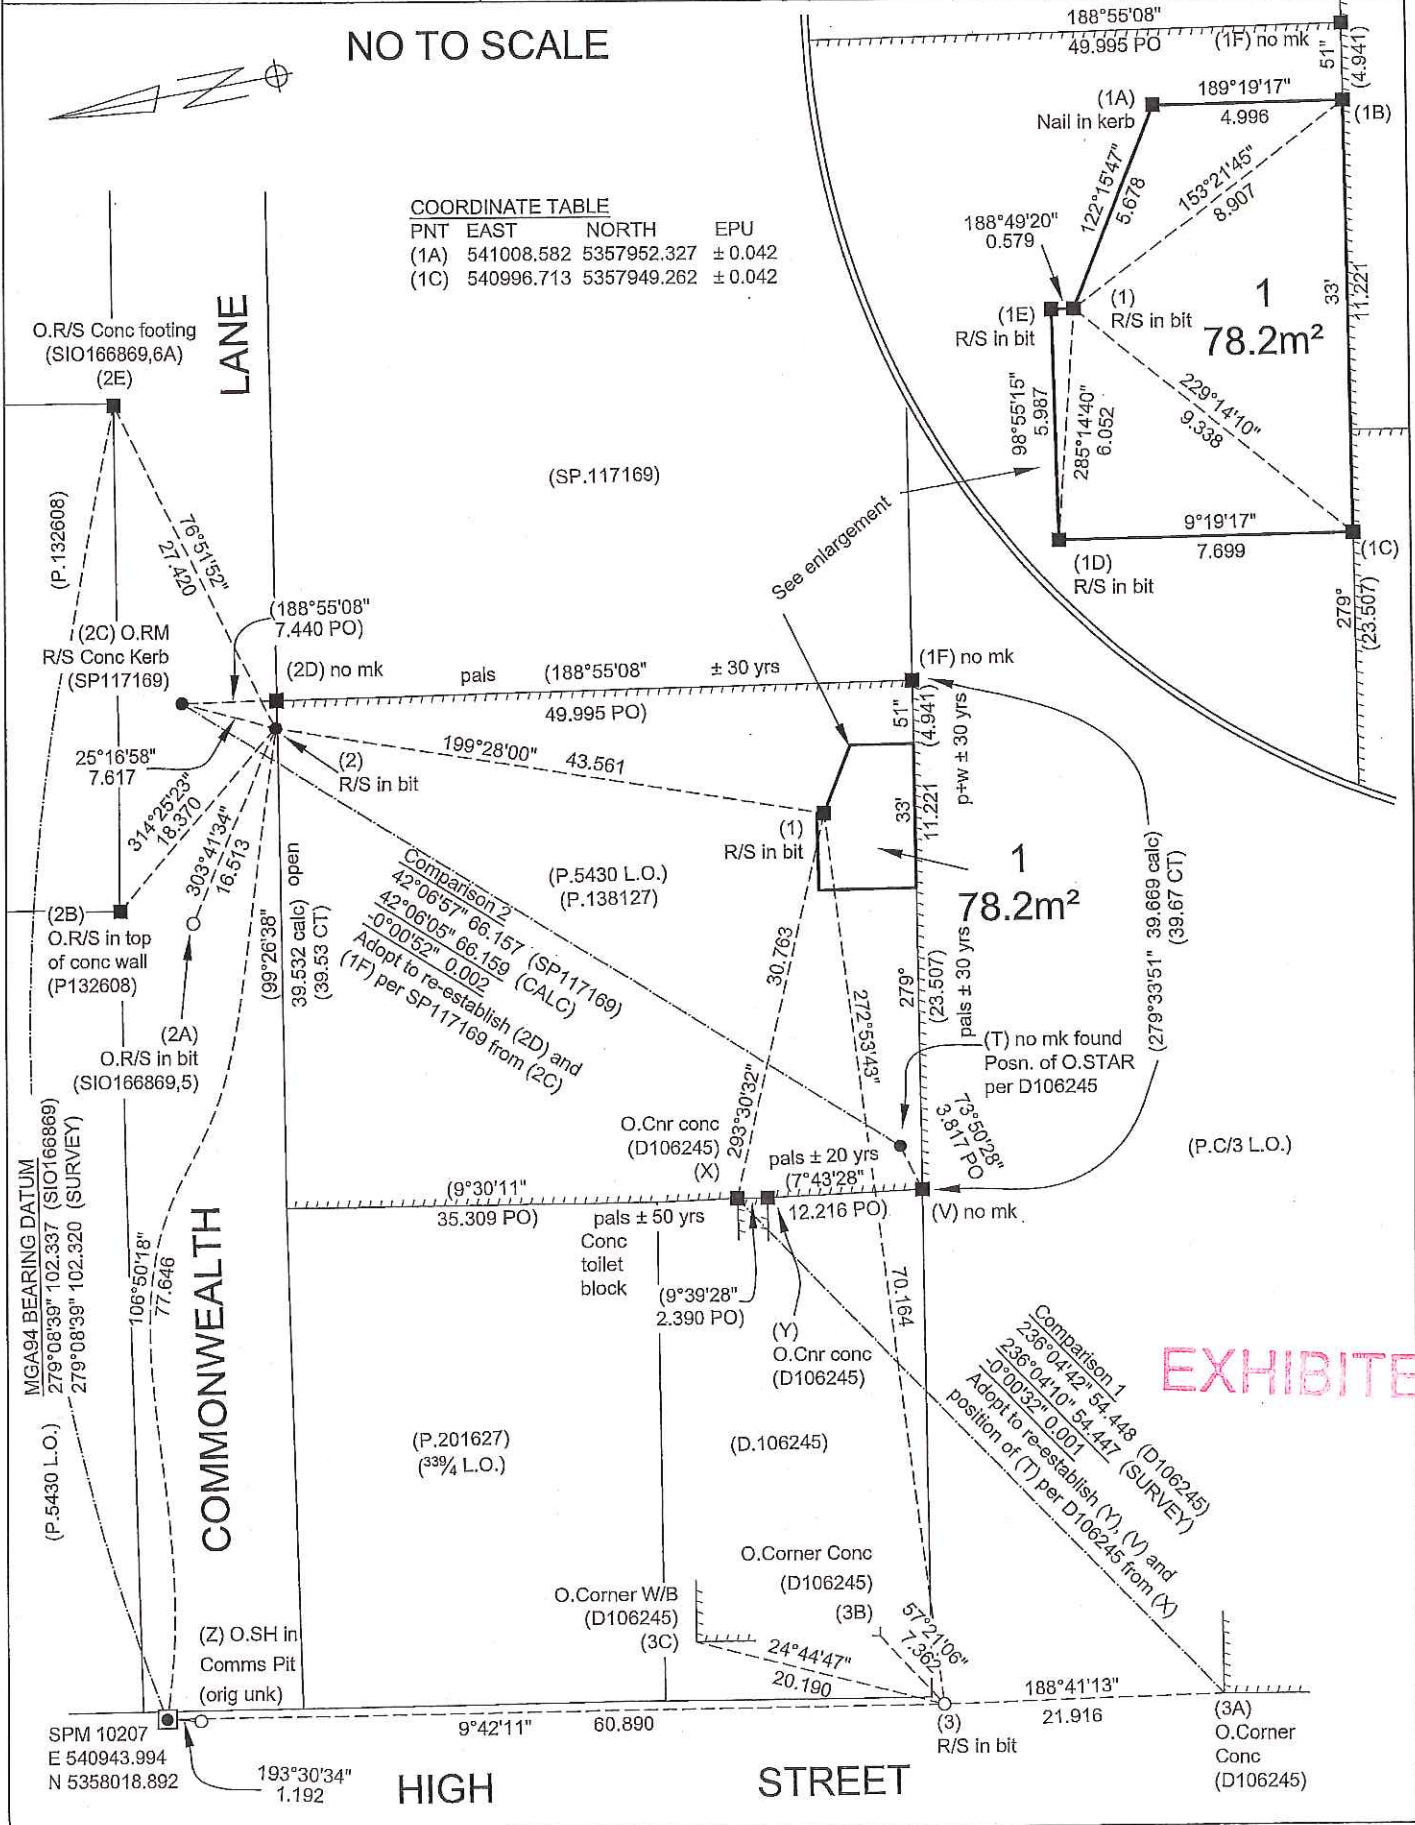 NO TO SCALE
N
COORDINATE TABLE
PNT EAST NORTH EPU
(1A) 541008.582 5357952.327 ± 0.042
(1C) 540996.713 5357949.262 ± 0.042
188°55'08"
49.995 PO
(1F) no mk
51"
(4.941)
(1A)
Nail in kerb
189°19'17"
4.996
(1B)
122°15'47"
5.678
153°21'45"
8.907
188°49'20"
0.579
(1E)
R/S in bit
(1)
R/S in bit
1
78.2m²
33'
11.221
98°55'15"
5.987
285°14'40"
6.052
229°14'10"
9.338
9°19'17"
7.699
(1D)
R/S in bit
(1C)
279°
(23.507)
LANE
O.R/S Conc footing
(SIO166869,6A)
(2E)
(SP.117169)
See enlargement
(P.132608)
76°51'52"
27.420
(188°55'08"
7.440 PO)
(2C) O.RM
R/S Conc Kerb
(SP117169)
(2D) no mk
pals (188°55'08" ± 30 yrs
49.995 PO)
(1F) no mk
51"
(4.941)
p+w ± 30 yrs
25°16'58"
7.617
(2)
R/S in bit
199°28'00" 43.561
314°25'23"
18.370
303°41'34"
16.513
(1)
R/S in bit
33'
11.221
1
78.2m²
(279°33'51" 39.669 calc)
(39.67 CT)
(2B)
O.R/S in top
of conc wall
(P132608)
(99°26'38"
39.532 calc) open
(39.53 CT)
(P.5430 L.O.)
(P.138127)
Comparison 2
42°06'57" 66.157 (SP117169)
42°06'05" 66.159 (CALC)
-0°00'52" 0.002
Adopt to re-establish (2D) and
(1F) per SP117169 from (2C)
30.763
293°30'32"
272°53'43"
70.164
279°
(23.507)
pals ± 30 yrs
(2A)
O.R/S in bit
(SIO166869,5)
(T) no mk found
Posn. of O.STAR
per D106245
73°50'28"
3.817 PO
O.Cnr conc
(D106245)
(X)
pals ± 20 yrs
(7°43'28"
12.216 PO)
(P.C/3 L.O.)
(9°30'11"
35.309 PO)
pals ± 50 yrs
(V) no mk
Conc
toilet
block
(9°39'28"
2.390 PO)
(Y)
O.Cnr conc
(D106245)
MGA94 BEARING DATUM
279°08'39" 102.337 (SIO166869)
279°08'39" 102.320 (SURVEY)
106°50'18"
77.646
COMMONWEALTH
(P.5430 L.O.)
Comparison 1
236°04'42" 54.448 (D106245)
236°04'10" 54.447 (SURVEY)
-0°00'32" 0.001
Adopt to re-establish (Y), (V) and
position of (T) per D106245 from (X)
EXHIBITE
(P.201627)
(339/4 L.O.)
(D.106245)
O.Corner Conc
(D106245)
(3B)
O.Corner W/B
(D106245)
(3C)
57°21'06"
7.362
24°44'47"
20.190
(Z) O.SH in
Comms Pit
(orig unk)
188°41'13"
21.916
9°42'11" 60.890
(3)
R/S in bit
(3A)
O.Corner
Conc
(D106245)
SPM 10207
E 540943.994
N 5358018.892
193°30'34"
1.192
HIGH STREET